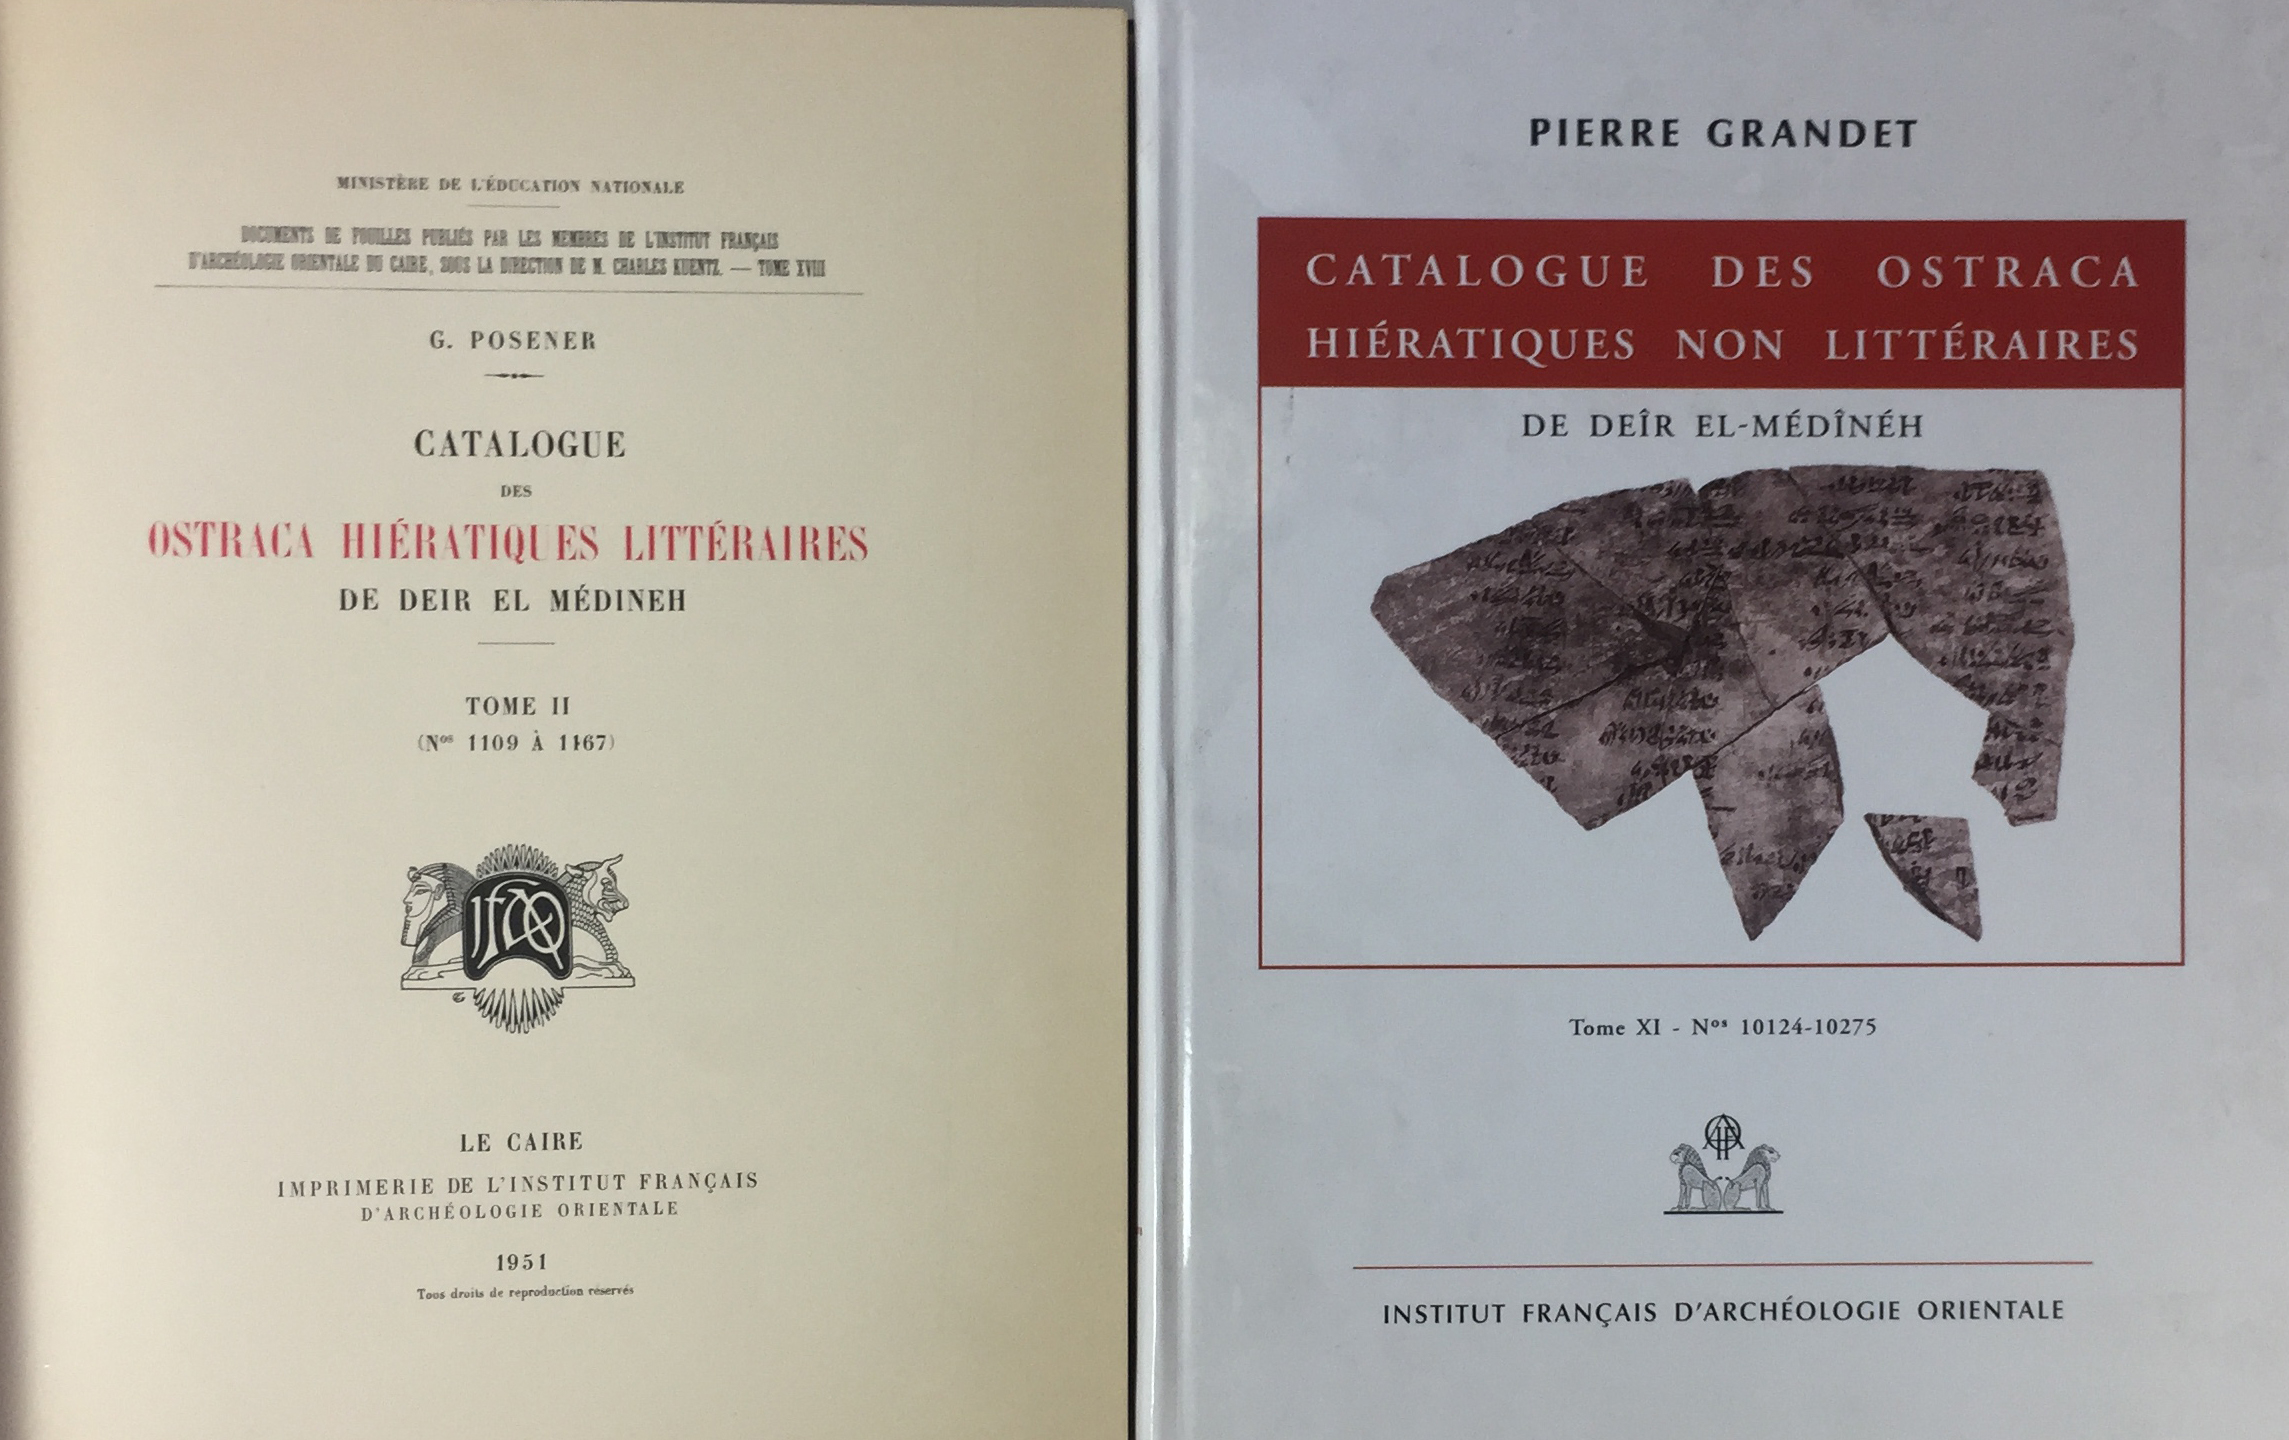 MINISTÈRE DE L'ÉDUCATION NATIONALE
DOCUMENTS DE FOUILLES PUBLIÉS PAR LES MEMBRES DE L'INSTITUT FRANÇAIS
D'ARCHÉOLOGIE ORIENTALE DU CAIRE, SOUS LA DIRECTION DE M. CHARLES KUENTZ. — TOME XVIII
G. POSENER
CATALOGUE
DES
OSTRACA HIÉRATIQUES LITTÉRAIRES
DE DEIR EL MÉDINEH
TOME II
(Nos 1109 À 1167)
IFAO
LE CAIRE
IMPRIMERIE DE L'INSTITUT FRANÇAIS
D'ARCHÉOLOGIE ORIENTALE
1951
Tous droits de reproduction réservés
PIERRE GRANDET
CATALOGUE DES OSTRACA
HIÉRATIQUES NON LITTÉRAIRES
DE DEÎR EL-MÉDÎNÉH
Tome XI - Nos 10124-10275
IFAO
INSTITUT FRANÇAIS D'ARCHÉOLOGIE ORIENTALE